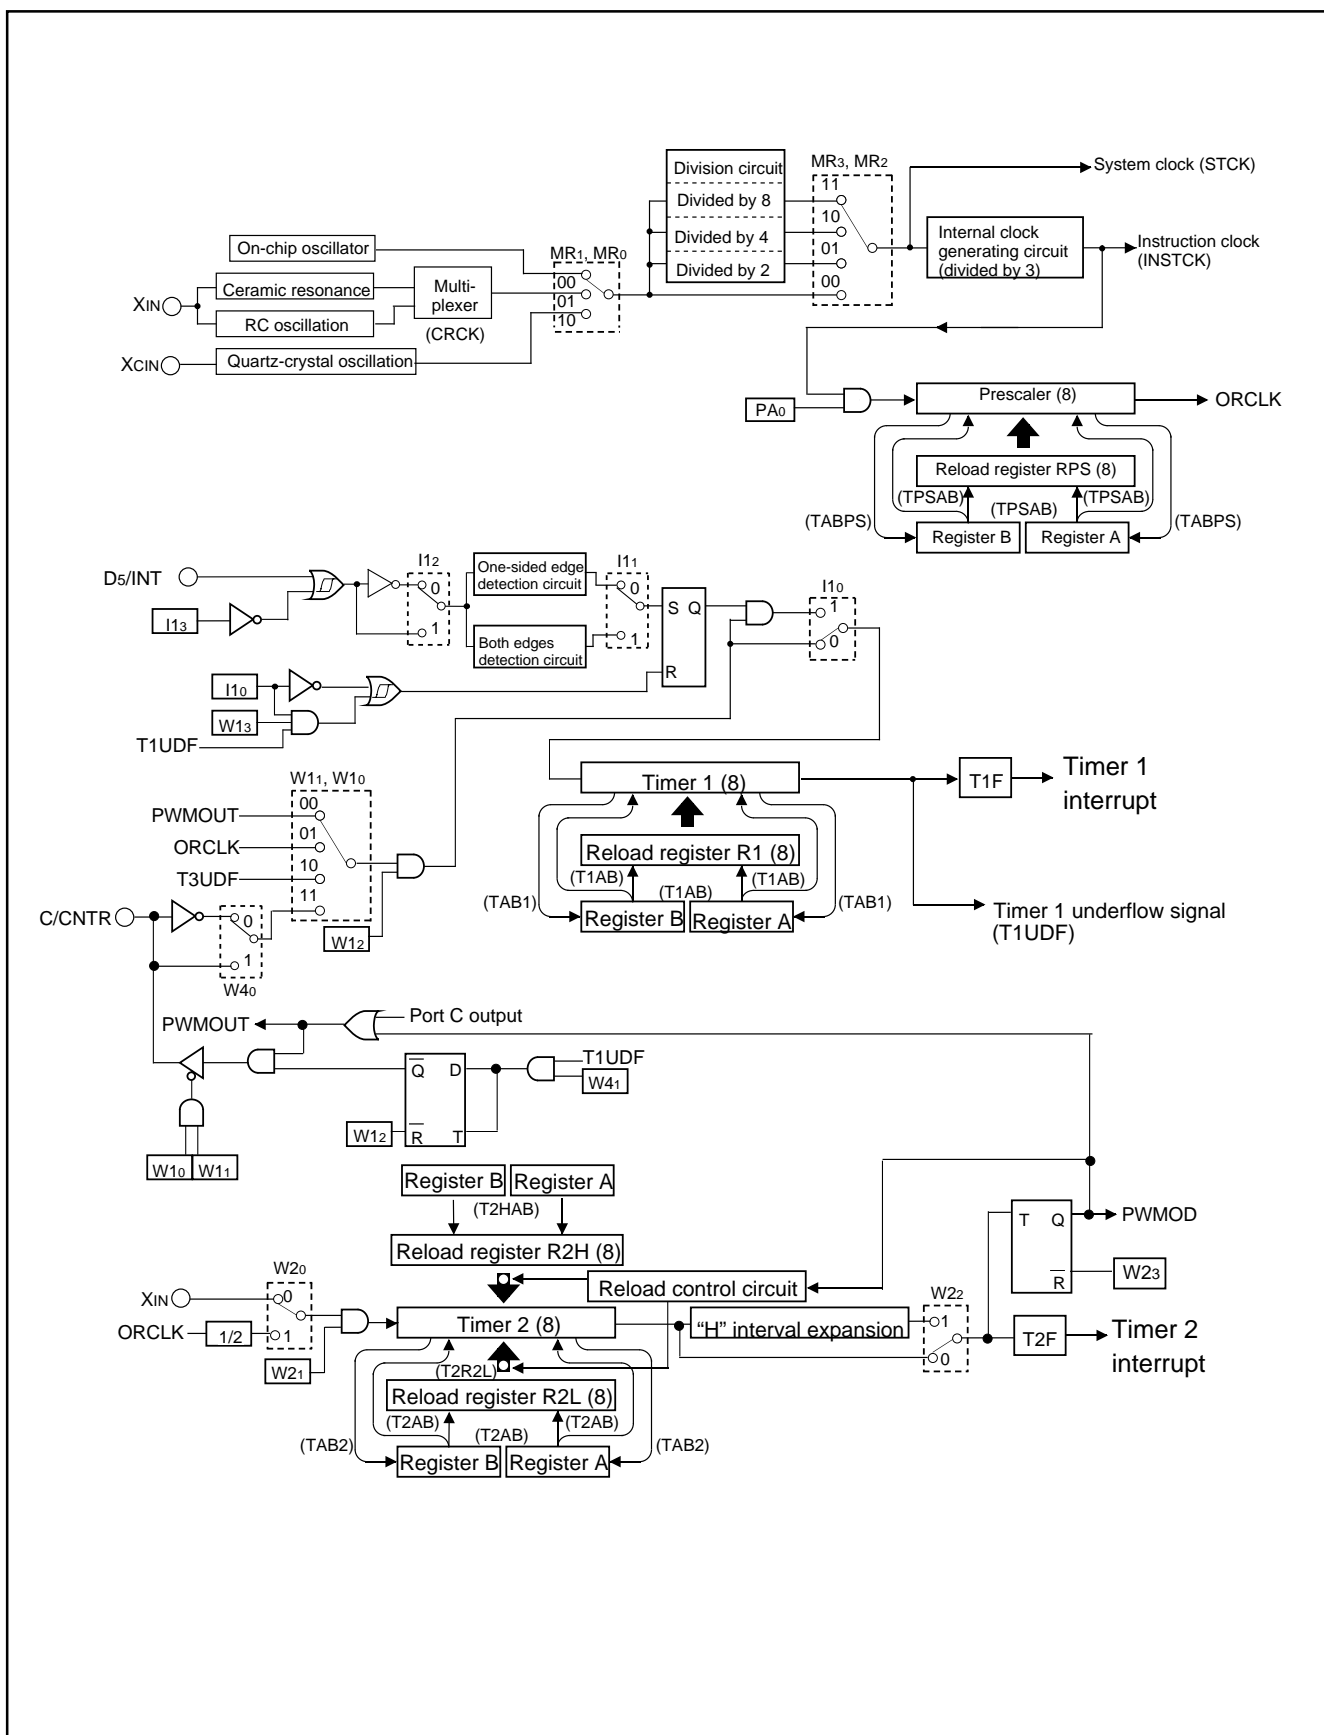 Division circuit
Divided by 8
Divided by 4
Divided by 2
MR3, MR2
11
10
01
00
System clock (STCK)
Internal clock
generating circuit
(divided by 3)
Instruction clock
(INSTCK)
On-chip oscillator
MR1, MR0
00
01
10
XIN
Ceramic resonance
RC oscillation
Multi-
plexer
(CRCK)
XCIN
Quartz-crystal oscillation
PA0
Prescaler (8)
ORCLK
Reload register RPS (8)
(TPSAB)
(TPSAB)
(TPSAB)
(TABPS)
(TABPS)
Register B
Register A
D5/INT
I13
I12
0
1
One-sided edge
detection circuit
Both edges
detection circuit
I11
0
1
S
Q
R
I10
1
0
I10
W13
T1UDF
W11, W10
PWMOUT
00
ORCLK
01
T3UDF
10
11
C/CNTR
0
1
W40
W12
Timer 1 (8)
T1F
Timer 1
interrupt
Reload register R1 (8)
(T1AB)
(T1AB)
(T1AB)
(TAB1)
(TAB1)
Register B
Register A
Timer 1 underflow signal
(T1UDF)
PWMOUT
Port C output
Q
D
R
T
T1UDF
W41
W12
W10
W11
Register B
Register A
(T2HAB)
Reload register R2H (8)
T
Q
R
PWMOD
W23
XIN
W20
0
1
ORCLK
1/2
W21
Reload control circuit
Timer 2 (8)
“H” interval expansion
W22
1
0
T2F
Timer 2
interrupt
(T2R2L)
Reload register R2L (8)
(T2AB)
(T2AB)
(T2AB)
(TAB2)
(TAB2)
Register B
Register A